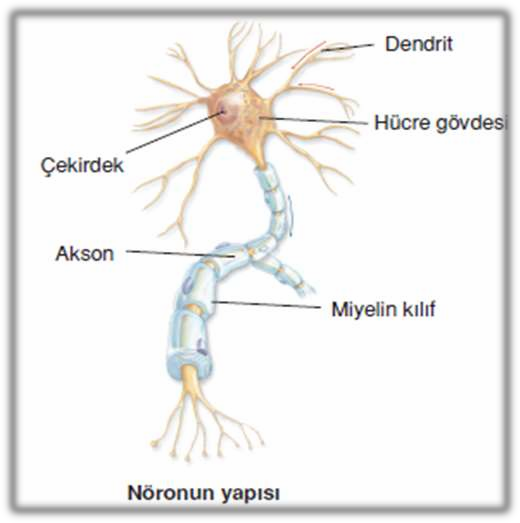 Dendrit
Hücre gövdesi
Çekirdek
Akson
Miyelin kılıf
Nöronun yapısı